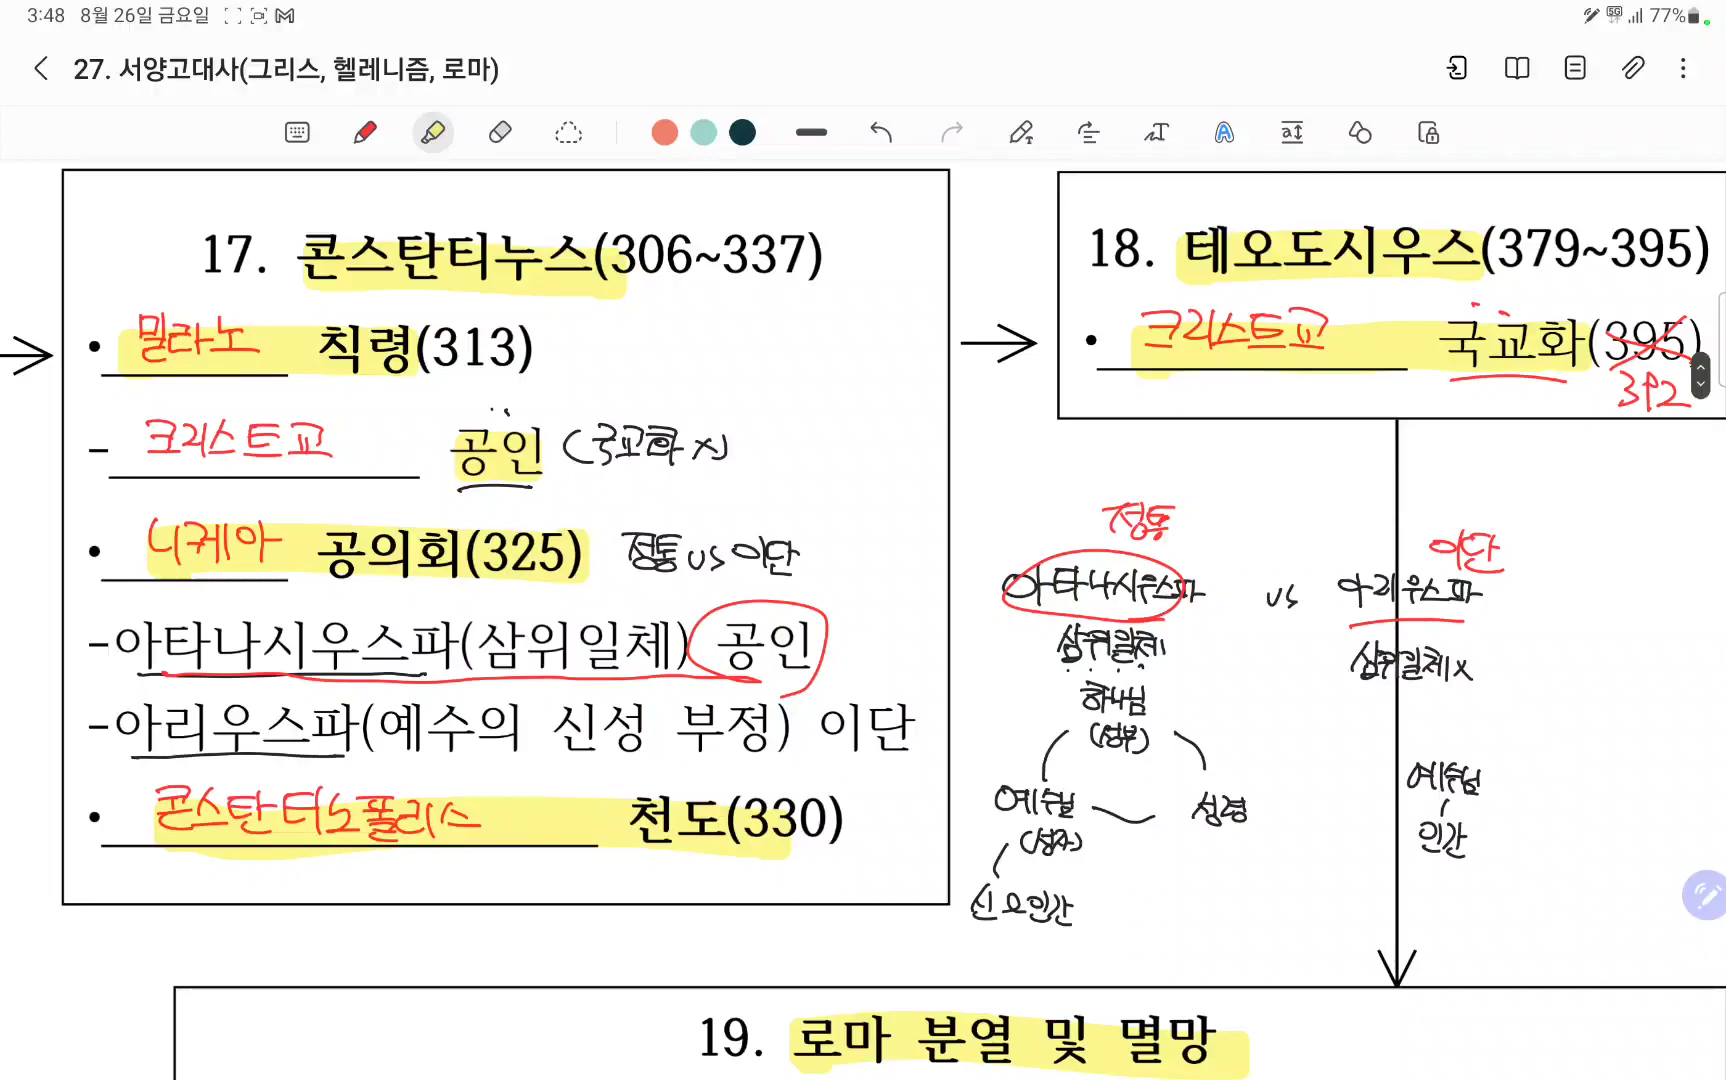 3:48 8월 26일 금요일
5G 77%
27. 서양고대사(그리스, 헬레니즘, 로마)
17. 콘스탄티누스(306~337)
• 밀라노 칙령(313)
– 크리스트교 공인 (국교화 X)
• 니케아 공의회(325) 정통 vs 이단
–아타나시우스파(삼위일체) 공인
–아리우스파(예수의 신성 부정) 이단
• 콘스탄티노폴리스 천도(330)
18. 테오도시우스(379~395)
• 크리스트교 국교화(395)
392
정통
이단
아타나시우스파 vs 아리우스파
삼위일체
삼위일체 X
하나님
(성부)
예수님
성령
(성자)
신 & 인간
예수님
인간
19. 로마 분열 및 멸망